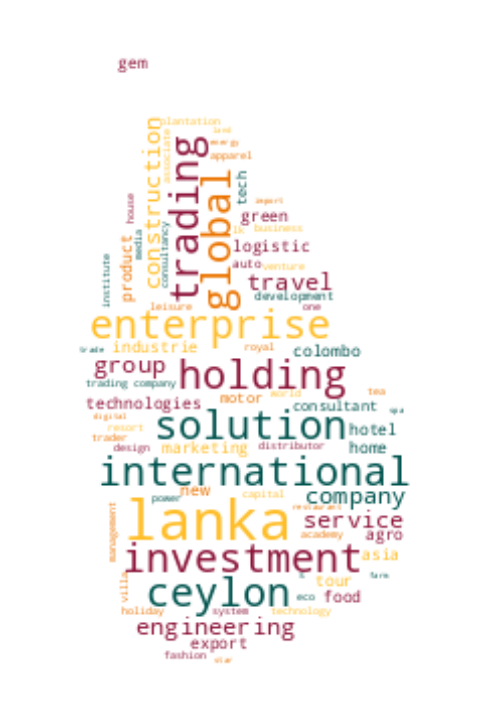 gem
plantation
land
construction
associate
trading
energy
apparel
global
tech
import
house
green
lk
business
media
consultancy
logistic
product
institute
auto
venture
travel
development
leisure
one
enterprise
trade
industrie
royal
colombo
group
holding
trading company
motor
world
tea
technologies
consultant
spa
digital
solution
resort
hotel
trader
design
marketing
distributor
home
international
power
new
capital
company
management
lanka
restaurant
service
academy
agro
investment
asia
villa
ceylon
s
tour
farm
eco
food
holiday
system
technology
engineering
export
fashion
star